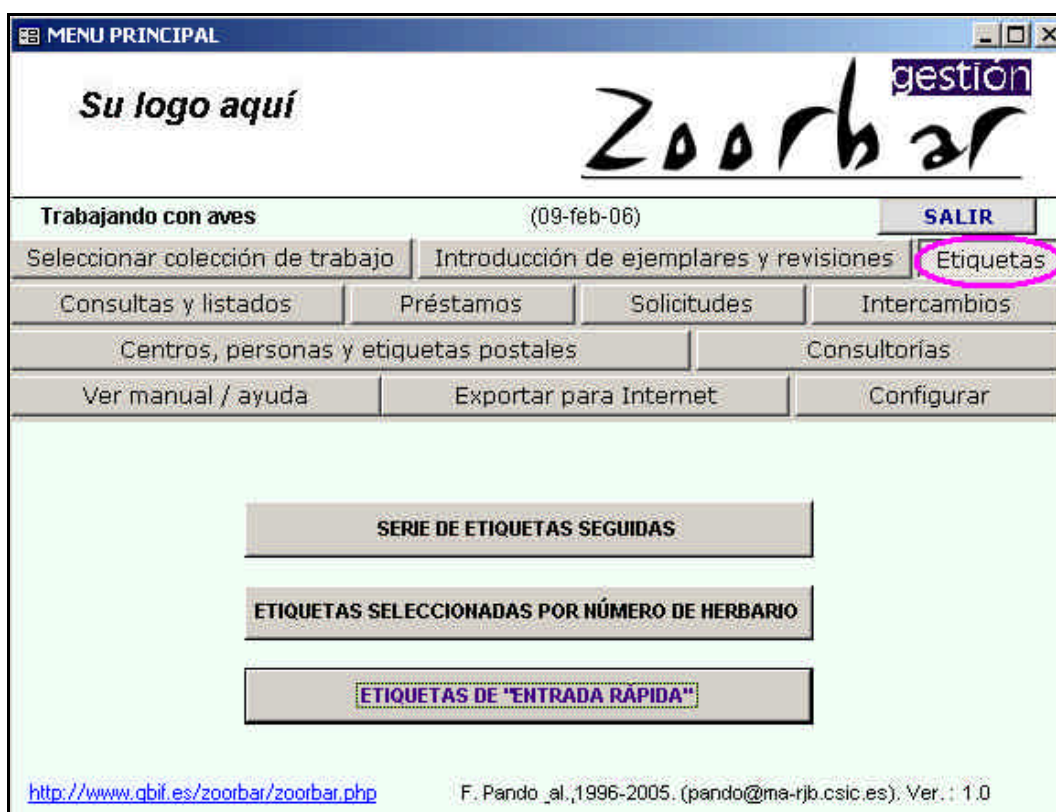 MENU PRINCIPAL
Su logo aquí
gestión
Zoorbar
Trabajando con aves (09-feb-06) SALIR
Seleccionar colección de trabajo Introducción de ejemplares y revisiones Etiquetas
Consultas y listados Préstamos Solicitudes Intercambios
Centros, personas y etiquetas postales Consultorías
Ver manual / ayuda Exportar para Internet Configurar
SERIE DE ETIQUETAS SEGUIDAS
ETIQUETAS SELECCIONADAS POR NÚMERO DE HERBARIO
ETIQUETAS DE "ENTRADA RÁPIDA"
http://www.gbif.es/zoorbar/zoorbar.php F. Pando _al.,1996-2005. (pando@ma-rjb.csic.es). Ver. : 1.0